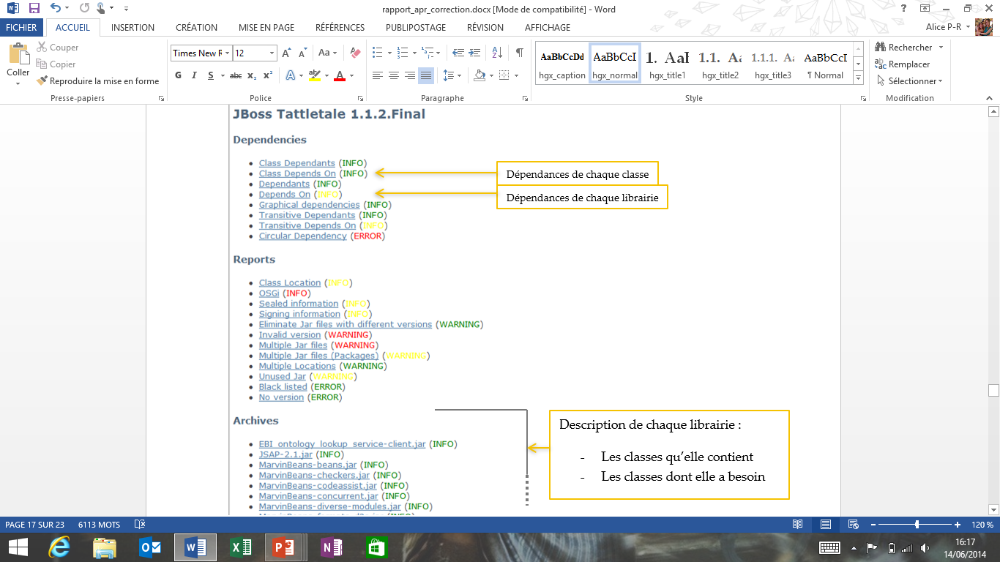 rapport_apr_correction.docx [Mode de compatibilité] - Word
FICHIER ACCUEIL INSERTION CRÉATION MISE EN PAGE RÉFÉRENCES PUBLIPOSTAGE RÉVISION AFFICHAGE Alice P-R
Coller
Couper
Copier
Reproduire la mise en forme
Presse-papiers
Times New R 12
G I S abc x₂ x² A A
Aa
Police
Paragraphe
AaBbCcDd AaBbCcI 1. AaI 1.1. Aa 1.1.1. Aa AaBbCcI
hgx_caption hgx_normal hgx_title1 hgx_title2 hgx_title3 ¶ Normal
Style
Rechercher
Remplacer
Sélectionner
Modification
JBoss Tattletale 1.1.2.Final
Dependencies
Class Dependants (INFO)
Class Depends On (INFO)
Dépendances de chaque classe
Dependants (INFO)
Depends On (INFO)
Dépendances de chaque librairie
Graphical dependencies (INFO)
Transitive Dependants (INFO)
Transitive Depends On (INFO)
Circular Dependency (ERROR)
Reports
Class Location (INFO)
OSGi (INFO)
Sealed information (INFO)
Signing information (INFO)
Eliminate Jar files with different versions (WARNING)
Invalid version (WARNING)
Multiple Jar files (WARNING)
Multiple Jar files (Packages) (WARNING)
Multiple Locations (WARNING)
Unused Jar (WARNING)
Black listed (ERROR)
No version (ERROR)
Archives
EBI_ontology_lookup_service-client.jar (INFO)
JSAP-2.1.jar (INFO)
MarvinBeans-beans.jar (INFO)
MarvinBeans-checkers.jar (INFO)
MarvinBeans-codeassist.jar (INFO)
MarvinBeans-concurrent.jar (INFO)
MarvinBeans-diverse-modules.jar (INFO)
Description de chaque librairie :
- Les classes qu’elle contient
- Les classes dont elle a besoin
PAGE 17 SUR 23 6113 MOTS 120 %
16:17
14/06/2014